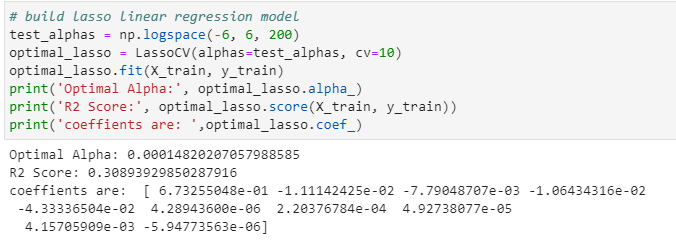 # build lasso linear regression model
test_alphas = np.logspace(-6, 6, 200)
optimal_lasso = LassoCV(alphas=test_alphas, cv=10)
optimal_lasso.fit(X_train, y_train)
print('Optimal Alpha:', optimal_lasso.alpha_)
print('R2 Score:', optimal_lasso.score(X_train, y_train))
print('coeffients are: ',optimal_lasso.coef_)
Optimal Alpha: 0.00014820207057988585
R2 Score: 0.30893929850287916
coeffients are:  [ 6.73255048e-01 -1.11142425e-02 -7.79048707e-03 -1.06434316e-02
 -4.33336504e-02  4.28943600e-06  2.20376784e-04  4.92738077e-05
  4.15705909e-03 -5.94773563e-06]